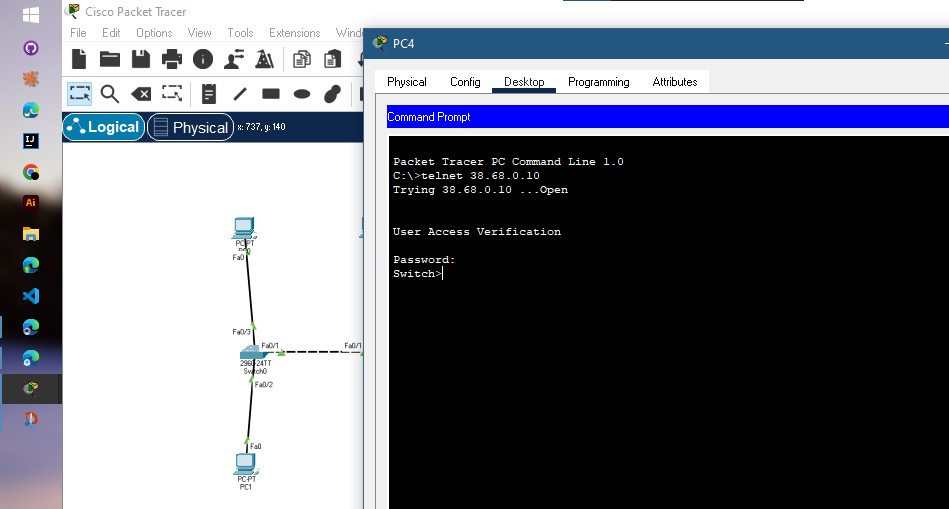 Cisco Packet Tracer
File Edit Options View Tools Extensions Wind
PC4
Physical Config Desktop Programming Attributes
Logical
Physical
x: 737, y: 140
Command Prompt
Packet Tracer PC Command Line 1.0
C:\>telnet 38.68.0.10
Trying 38.68.0.10 ...Open
User Access Verification
Password:
Switch>
PC-PT
Fa0
Fa0/3
Fa0/1
Fa0/1
2960-24TT
Switch0
Fa0/2
Fa0
PC-PT
PC1
IJ
Ai